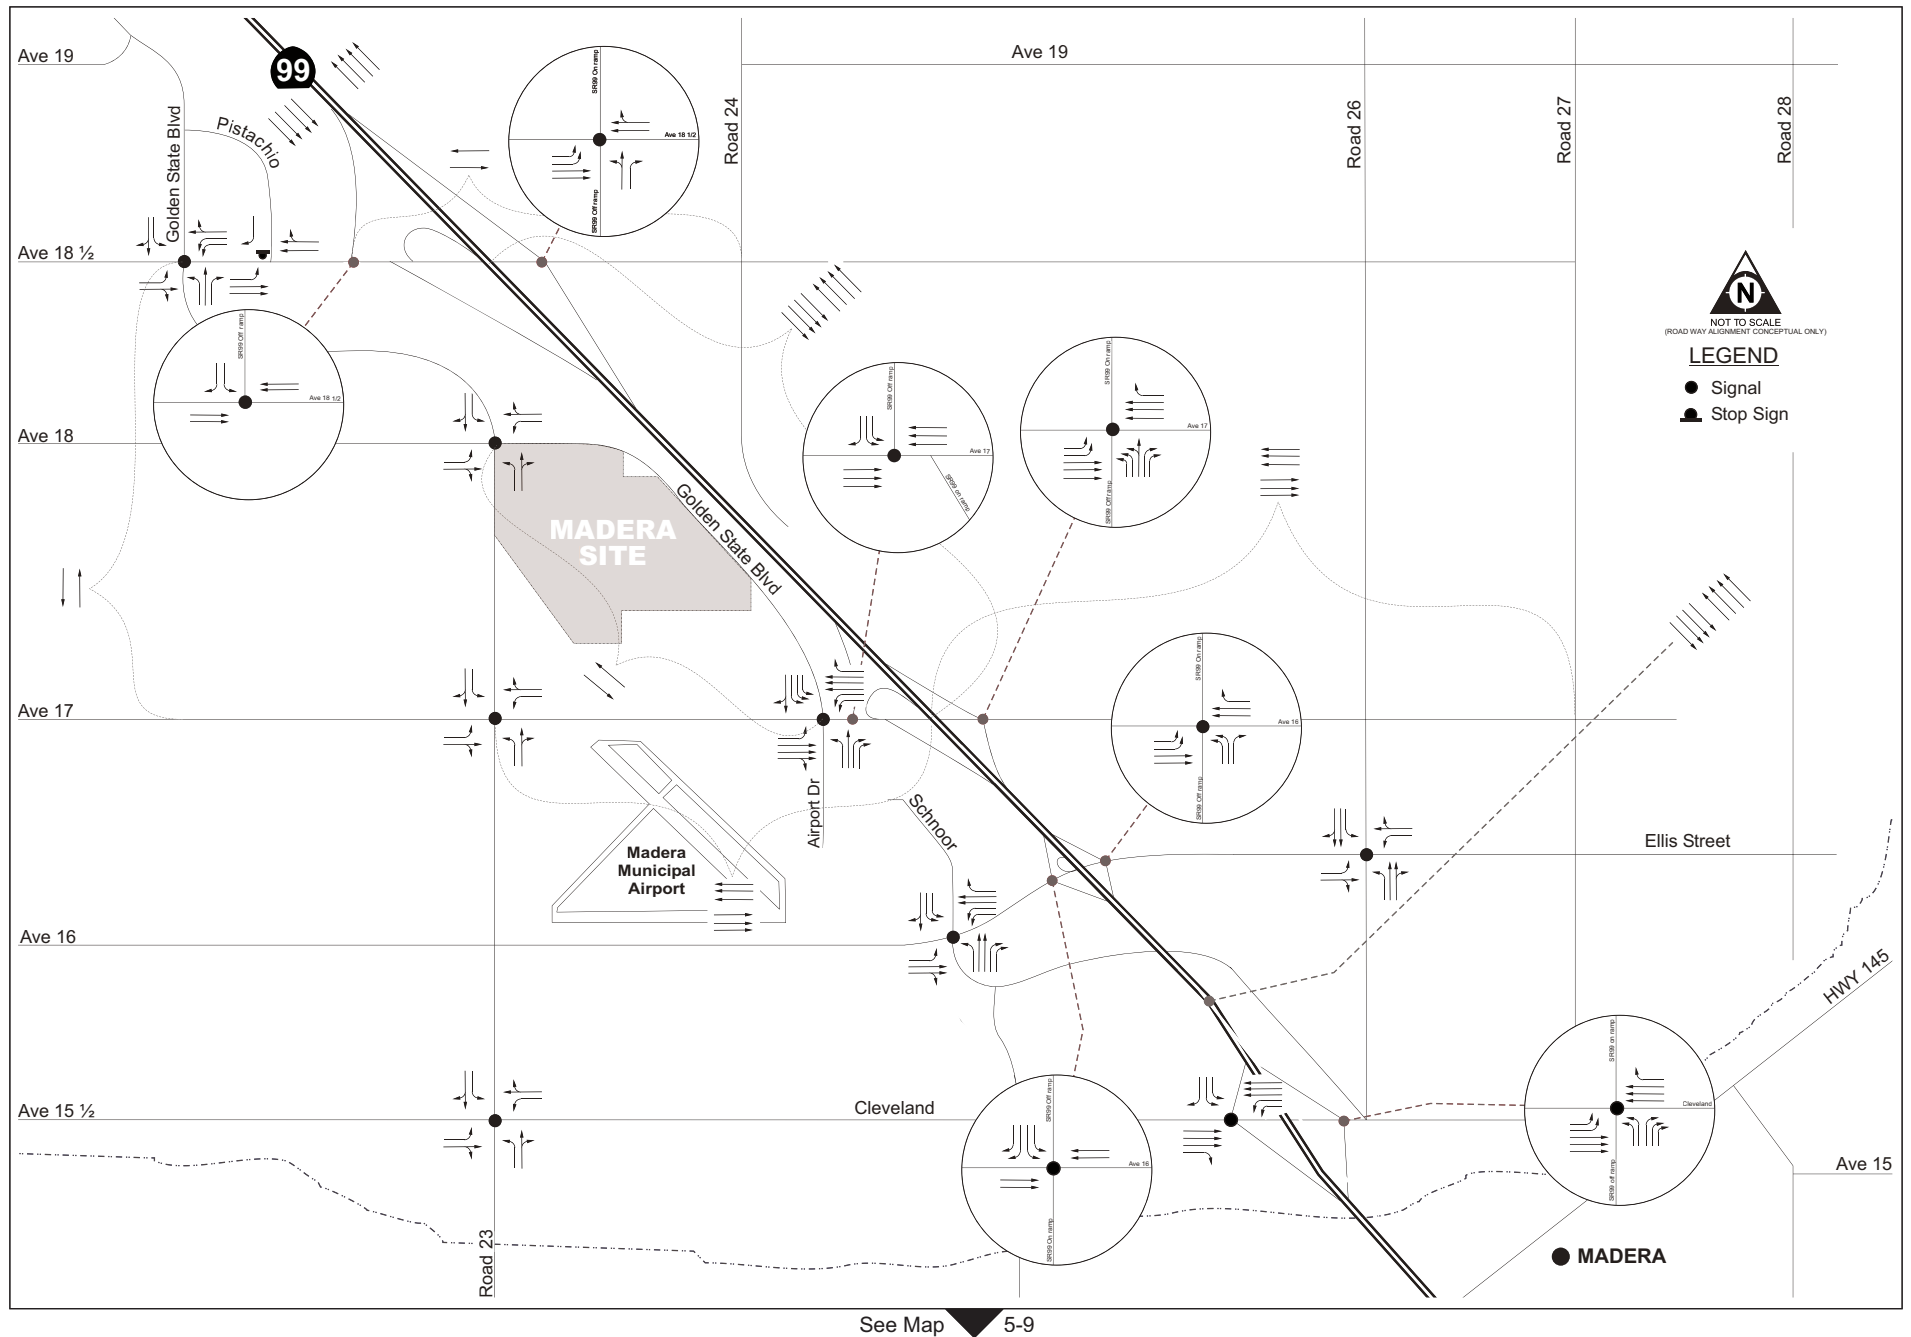 Ave 19
99
Ave 19
Golden State Blvd
Pistachio
SR99 On ramp
Ave 18 1/2
SR99 Off ramp
Road 24
Road 26
Road 27
Road 28
Ave 18 ½
N
NOT TO SCALE
(ROAD WAY ALIGNMENT CONCEPTUAL ONLY)
LEGEND
Signal
Stop Sign
SR99 Off ramp
Ave 18 1/2
Ave 18
SR99 Off ramp
Ave 17
SR99 on ramp
SR99 On ramp
Ave 17
SR99 Off ramp
MADERA
SITE
Golden State Blvd
SR99 On ramp
Ave 16
SR99 Off ramp
Ave 17
Airport Dr
Schnoor
Ellis Street
Madera
Municipal
Airport
Ave 16
HWY 145
Ave 15 ½
Cleveland
SR99 Off ramp
Ave 16
SR99 On ramp
SR99 on ramp
Cleveland
SR99 off ramp
Ave 15
Road 23
MADERA
See Map
5-9